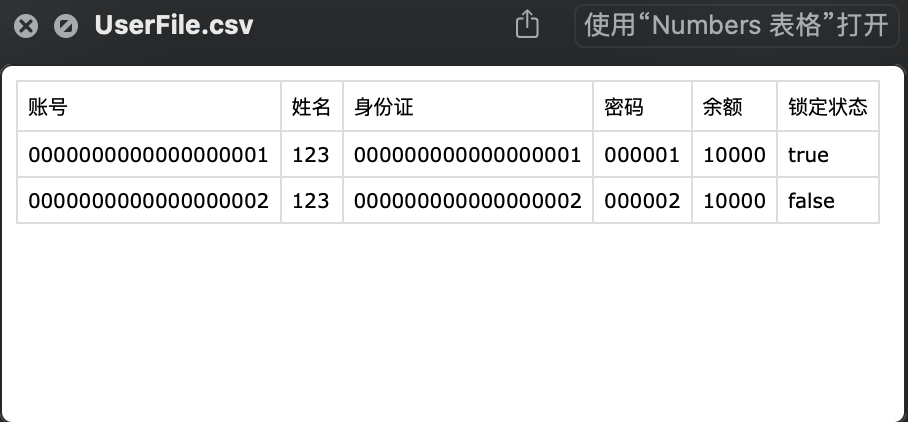 UserFile.csv 使用“Numbers 表格”打开
账号 姓名 身份证 密码 余额 锁定状态
0000000000000000001 123 000000000000000001 000001 10000 true
0000000000000000002 123 000000000000000002 000002 10000 false